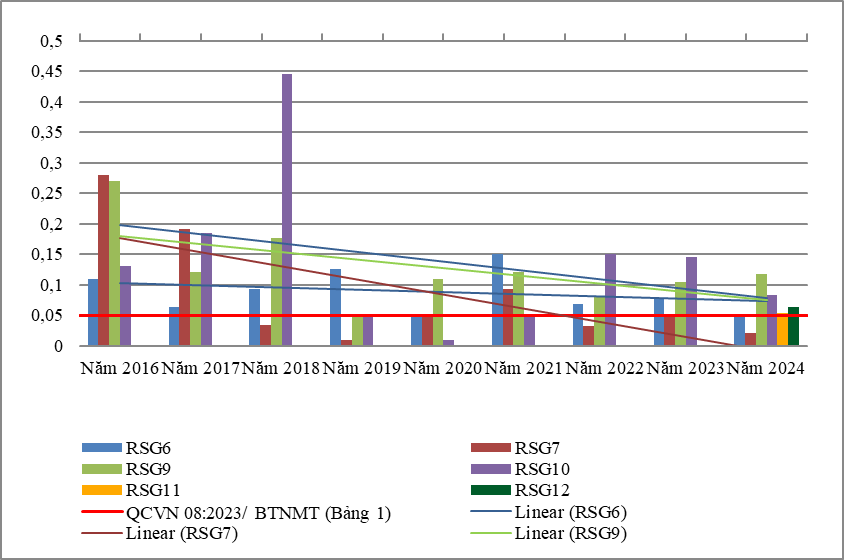 0,5
0,45
0,4
0,35
0,3
0,25
0,2
0,15
0,1
0,05
0
Năm 2016 Năm 2017 Năm 2018 Năm 2019 Năm 2020 Năm 2021 Năm 2022 Năm 2023 Năm 2024
RSG6 RSG7
RSG9 RSG10
RSG11 RSG12
QCVN 08:2023/ BTNMT (Bảng 1) Linear (RSG6)
Linear (RSG7) Linear (RSG9)